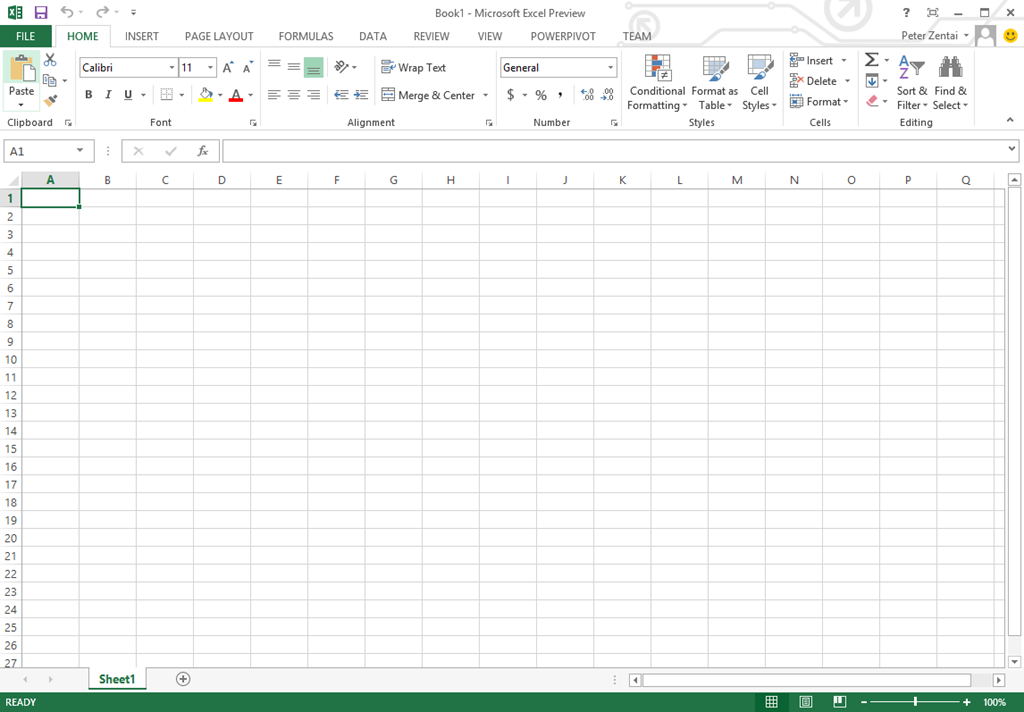 Book1 - Microsoft Excel Preview ?
FILE HOME INSERT PAGE LAYOUT FORMULAS DATA REVIEW VIEW POWERPIVOT TEAM Peter Zentai
Paste Calibri 11 A A Wrap Text General Conditional Formatting Format as Table Cell Styles Insert Σ Sort & Filter Find & Select
B I U A Merge & Center $ % , .00 .0 Delete
Format
Clipboard Font Alignment Number Styles Cells Editing
A1 fx
A B C D E F G H I J K L M N O P Q
1
2
3
4
5
6
7
8
9
10
11
12
13
14
15
16
17
18
19
20
21
22
23
24
25
26
27
Sheet1
READY 100%